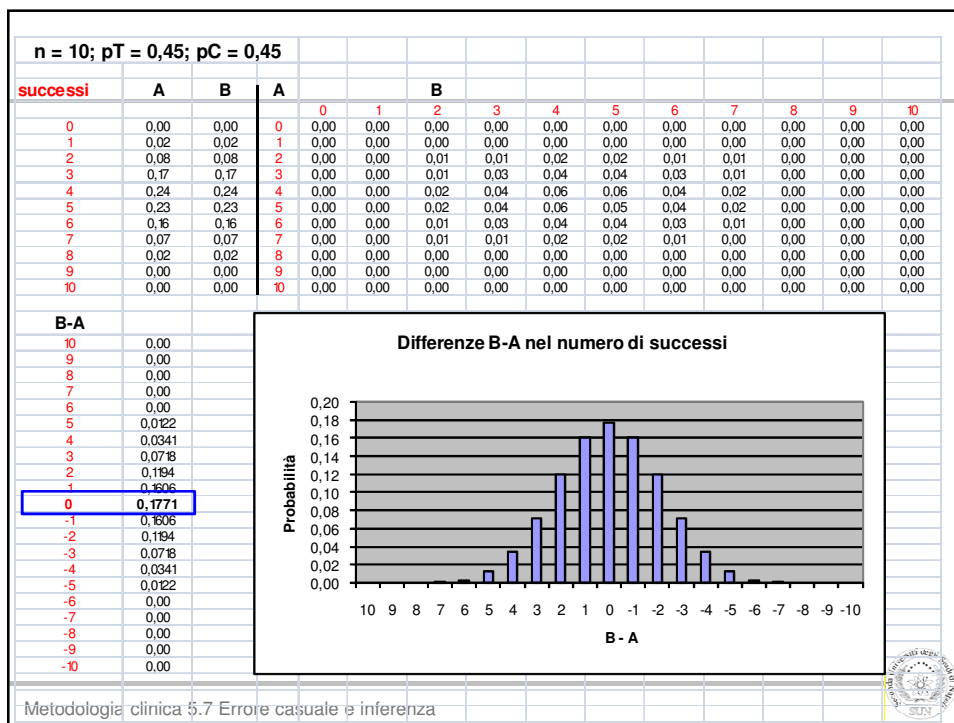 n = 10; pT = 0,45; pC = 0,45
successi A B A B
0 1 2 3 4 5 6 7 8 9 10
0 0,00 0,00 0 0,00 0,00 0,00 0,00 0,00 0,00 0,00 0,00 0,00 0,00 0,00
1 0,02 0,02 1 0,00 0,00 0,00 0,00 0,00 0,00 0,00 0,00 0,00 0,00 0,00
2 0,08 0,08 2 0,00 0,00 0,01 0,01 0,02 0,02 0,01 0,01 0,00 0,00 0,00
3 0,17 0,17 3 0,00 0,00 0,01 0,03 0,04 0,04 0,03 0,01 0,00 0,00 0,00
4 0,24 0,24 4 0,00 0,00 0,02 0,04 0,06 0,06 0,04 0,02 0,00 0,00 0,00
5 0,23 0,23 5 0,00 0,00 0,02 0,04 0,06 0,05 0,04 0,02 0,00 0,00 0,00
6 0,16 0,16 6 0,00 0,00 0,01 0,03 0,04 0,04 0,03 0,01 0,00 0,00 0,00
7 0,07 0,07 7 0,00 0,00 0,01 0,01 0,02 0,02 0,01 0,00 0,00 0,00 0,00
8 0,02 0,02 8 0,00 0,00 0,00 0,00 0,00 0,00 0,00 0,00 0,00 0,00 0,00
9 0,00 0,00 9 0,00 0,00 0,00 0,00 0,00 0,00 0,00 0,00 0,00 0,00 0,00
10 0,00 0,00 10 0,00 0,00 0,00 0,00 0,00 0,00 0,00 0,00 0,00 0,00 0,00
B-A
10 0,00
9 0,00
8 0,00
7 0,00
6 0,00
5 0,0122
4 0,0341
3 0,0718
2 0,1194
1 0,1606
0 0,1771
-1 0,1606
-2 0,1194
-3 0,0718
-4 0,0341
-5 0,0122
-6 0,00
-7 0,00
-8 0,00
-9 0,00
-10 0,00
Differenze B-A nel numero di successi
Probabilità
0,20
0,18
0,16
0,14
0,12
0,10
0,08
0,06
0,04
0,02
0,00
10 9 8 7 6 5 4 3 2 1 0 -1 -2 -3 -4 -5 -6 -7 -8 -9 -10
B - A
Metodologia clinica 5.7 Errore casuale e inferenza
Seconda Università degli Studi di Napoli
SUN